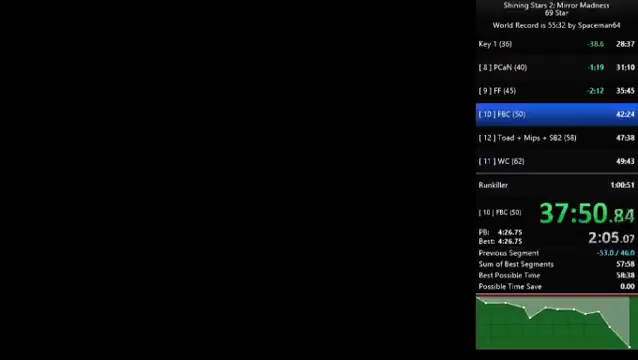 Shining Stars 2: Mirror Madness
69 Star
World Record is 55:32 by Spaceman64
Key 1 (36) -38.6 28:37
[ 8 ] PCaN (40) -1:19 31:10
[ 9 ] FF (45) -2:12 35:45
[ 10 ] FBC (50) 42:24
[ 12 ] Toad + Mips + SB2 (58) 47:38
[ 11 ] WC (62) 49:43
Runkiller 1:00:51
[ 10 ] FBC (50) 37:50.84
PB: 4:26.75
Best: 4:26.75 2:05.07
Previous Segment -53.0 / 46.0
Sum of Best Segments 57:58
Best Possible Time 58:38
Possible Time Save 0.00